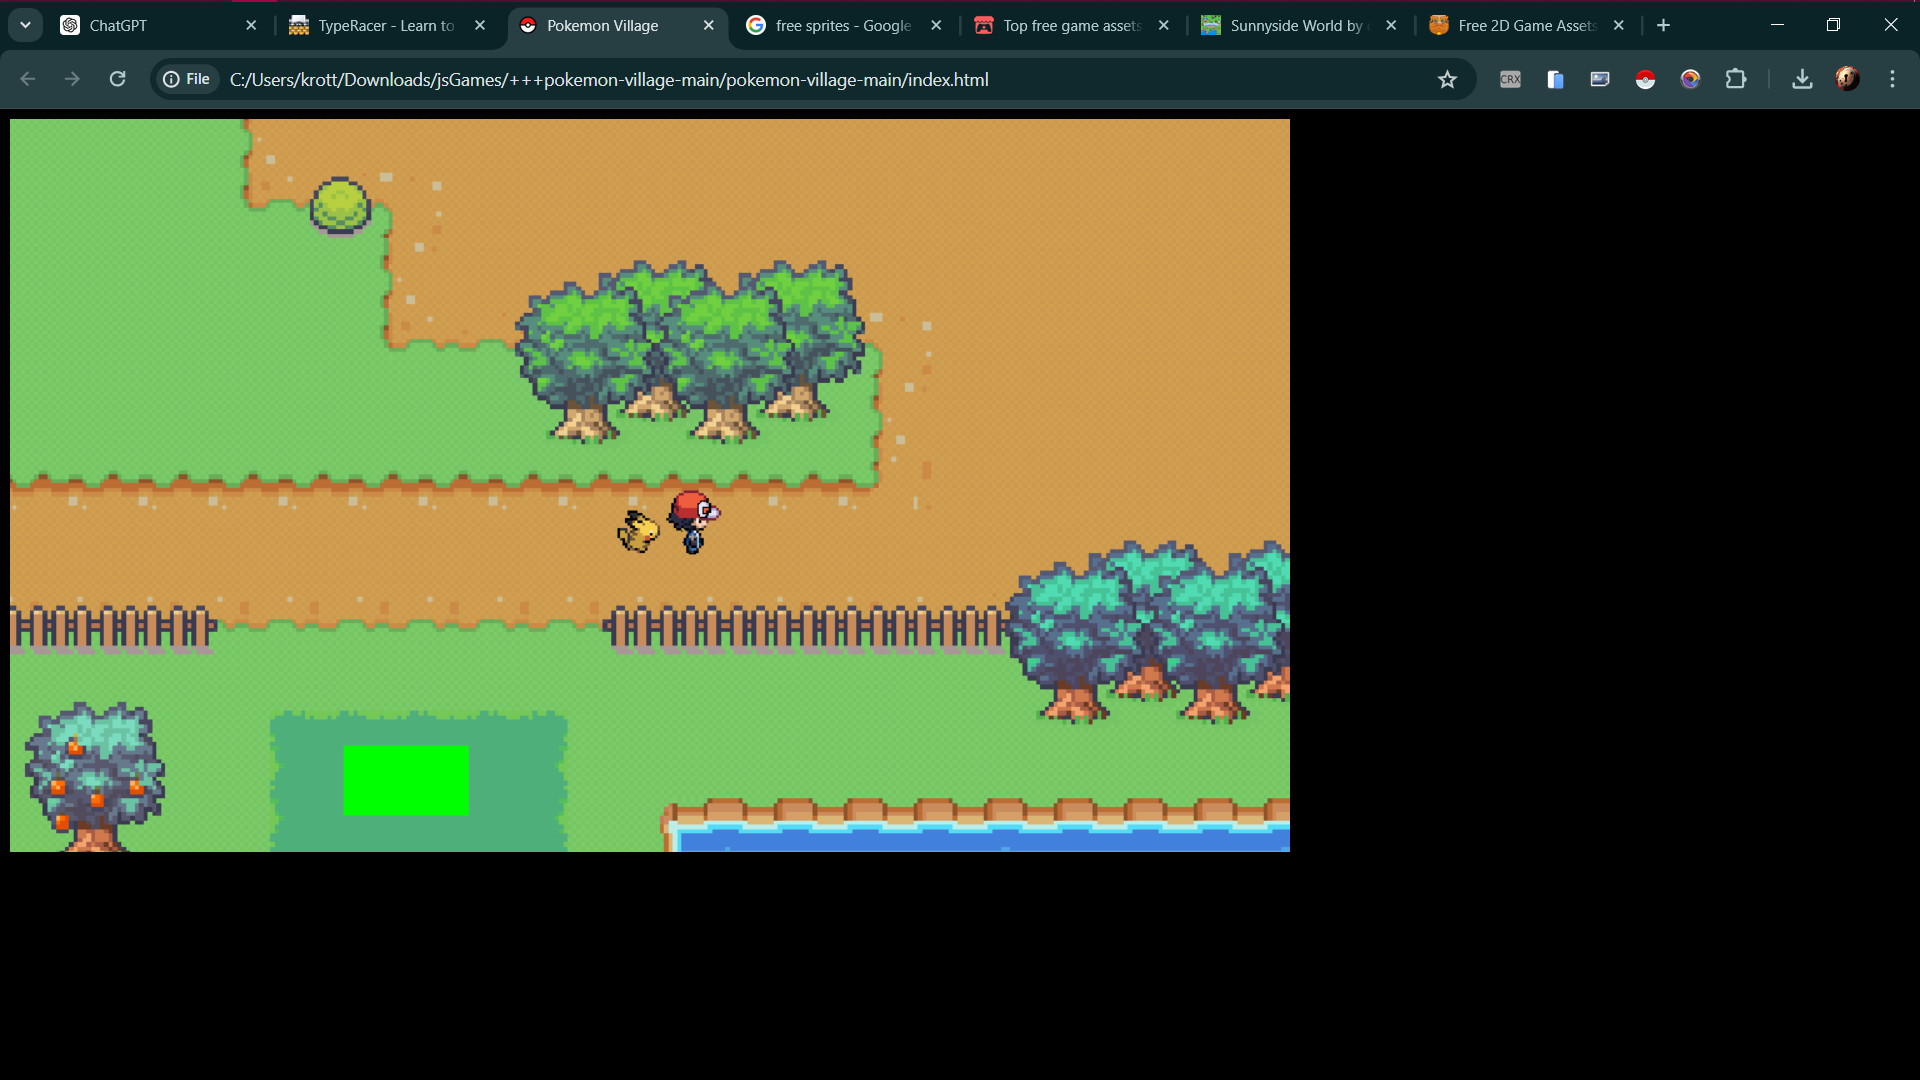 ChatGPT
TypeRacer - Learn to
Pokemon Village
free sprites - Google
Top free game assets
Sunnyside World by
Free 2D Game Assets
File
C:/Users/krott/Downloads/jsGames/+++pokemon-village-main/pokemon-village-main/index.html
CRX